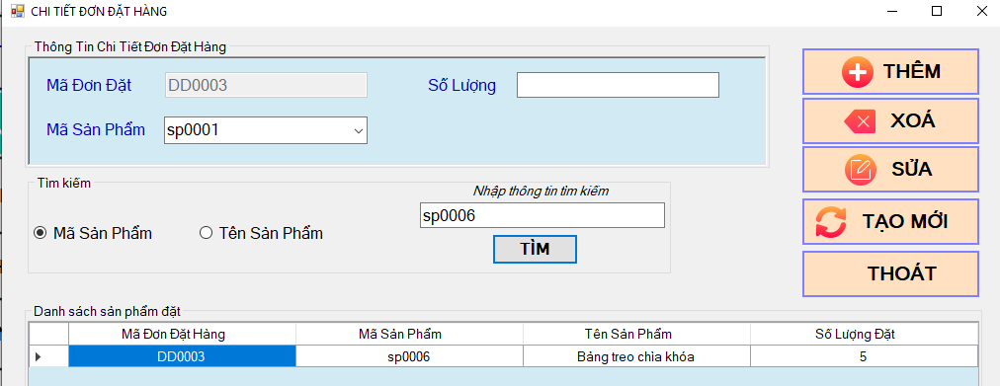 CHI TIẾT ĐƠN ĐẶT HÀNG
Thông Tin Chi Tiết Đơn Đặt Hàng
Mã Đơn Đặt DD0003 Số Lượng
Mã Sản Phẩm sp0001
THÊM
XOÁ
SỬA
TẠO MỚI
THOÁT
Tìm kiếm
Nhập thông tin tìm kiếm
sp0006
Mã Sản Phẩm Tên Sản Phẩm
TÌM
Danh sách sản phẩm đặt
Mã Đơn Đặt Hàng Mã Sản Phẩm Tên Sản Phẩm Số Lượng Đặt
DD0003 sp0006 Bảng treo chìa khóa 5